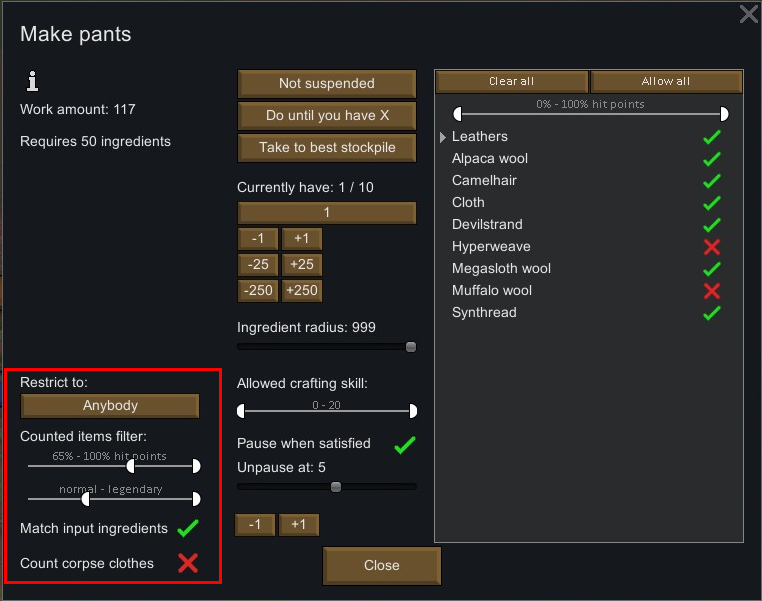 Make pants
Work amount: 117
Requires 50 ingredients
Restrict to:
Anybody
Counted items filter:
65% - 100% hit points
normal - legendary
Match input ingredients
Count corpse clothes
Not suspended
Do until you have X
Take to best stockpile
Currently have: 1 / 10
1
-1 +1
-25 +25
-250 +250
Ingredient radius: 999
Allowed crafting skill:
0 - 20
Pause when satisfied
Unpause at: 5
-1 +1
Close
Clear all Allow all
0% - 100% hit points
Leathers
Alpaca wool
Camelhair
Cloth
Devilstrand
Hyperweave
Megasloth wool
Muffalo wool
Synthread